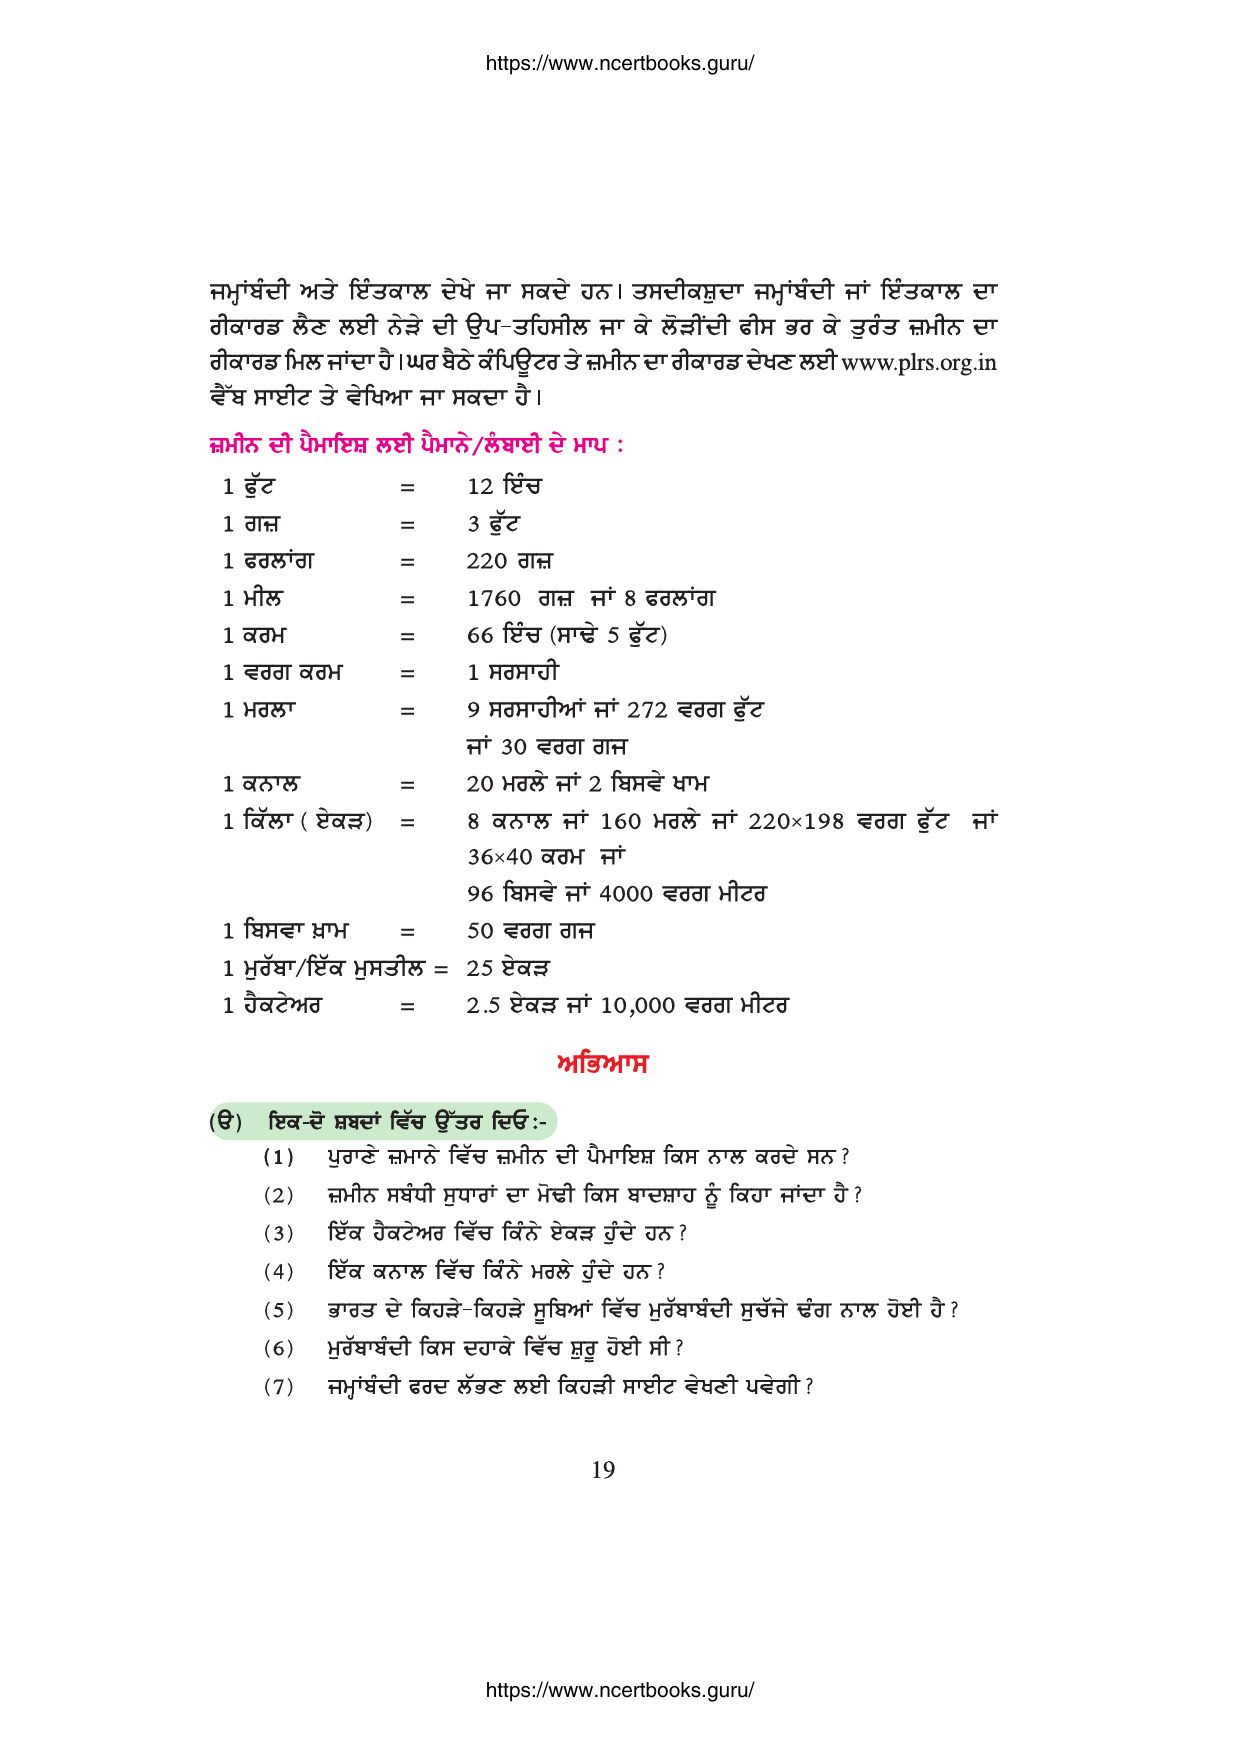 https://www.ncertbooks.guru/
ਜਮ੍ਹਾਂਬੰਦੀ ਅਤੇ ਇੰਤਕਾਲ ਦੇਖੇ ਜਾ ਸਕਦੇ ਹਨ। ਤਸਦੀਕਸ਼ੁਦਾ ਜਮ੍ਹਾਂਬੰਦੀ ਜਾਂ ਇੰਤਕਾਲ ਦਾ
ਰੀਕਾਰਡ ਲੈਣ ਲਈ ਨੇੜੇ ਦੀ ਉਪ-ਤਹਿਸੀਲ ਜਾ ਕੇ ਲੋੜੀਂਦੀ ਫੀਸ ਭਰ ਕੇ ਤੁਰੰਤ ਜ਼ਮੀਨ ਦਾ
ਰੀਕਾਰਡ ਮਿਲ ਜਾਂਦਾ ਹੈ।ਘਰ ਬੈਠੇ ਕੰਪਿਊਟਰ ਤੇ ਜ਼ਮੀਨ ਦਾ ਰੀਕਾਰਡ ਦੇਖਣ ਲਈ www.plrs.org.in
ਵੈੱਬ ਸਾਈਟ ਤੇ ਵੇਖਿਆ ਜਾ ਸਕਦਾ ਹੈ।
ਜ਼ਮੀਨ ਦੀ ਪੈਮਾਇਸ਼ ਲਈ ਪੈਮਾਨੇ/ਲੰਬਾਈ ਦੇ ਮਾਪ :
1 ਫੁੱਟ = 12 ਇੰਚ
1 ਗਜ਼ = 3 ਫੁੱਟ
1 ਫਰਲਾਂਗ = 220 ਗਜ਼
1 ਮੀਲ = 1760 ਗਜ਼ ਜਾਂ 8 ਫਰਲਾਂਗ
1 ਕਰਮ = 66 ਇੰਚ (ਸਾਢੇ 5 ਫੁੱਟ)
1 ਵਰਗ ਕਰਮ = 1 ਸਰਸਾਹੀ
1 ਮਰਲਾ = 9 ਸਰਸਾਹੀਆਂ ਜਾਂ 272 ਵਰਗ ਫੁੱਟ
ਜਾਂ 30 ਵਰਗ ਗਜ
1 ਕਨਾਲ = 20 ਮਰਲੇ ਜਾਂ 2 ਬਿਸਵੇ ਖਾਮ
1 ਕਿੱਲਾ ( ਏਕੜ) = 8 ਕਨਾਲ ਜਾਂ 160 ਮਰਲੇ ਜਾਂ 220×198 ਵਰਗ ਫੁੱਟ ਜਾਂ
36×40 ਕਰਮ ਜਾਂ
96 ਬਿਸਵੇ ਜਾਂ 4000 ਵਰਗ ਮੀਟਰ
1 ਬਿਸਵਾ ਖ਼ਾਮ = 50 ਵਰਗ ਗਜ
1 ਮੁਰੱਬਾ/ਇੱਕ ਮੁਸਤੀਲ = 25 ਏਕੜ
1 ਹੈਕਟੇਅਰ = 2.5 ਏਕੜ ਜਾਂ 10,000 ਵਰਗ ਮੀਟਰ
ਅਭਿਆਸ
(ੳ) ਇਕ-ਦੋ ਸ਼ਬਦਾਂ ਵਿੱਚ ਉੱਤਰ ਦਿਓ:-
(1) ਪੁਰਾਣੇ ਜ਼ਮਾਨੇ ਵਿੱਚ ਜ਼ਮੀਨ ਦੀ ਪੈਮਾਇਸ਼ ਕਿਸ ਨਾਲ ਕਰਦੇ ਸਨ?
(2) ਜ਼ਮੀਨ ਸਬੰਧੀ ਸੁਧਾਰਾਂ ਦਾ ਮੋਢੀ ਕਿਸ ਬਾਦਸ਼ਾਹ ਨੂੰ ਕਿਹਾ ਜਾਂਦਾ ਹੈ?
(3) ਇੱਕ ਹੈਕਟੇਅਰ ਵਿੱਚ ਕਿੰਨੇ ਏਕੜ ਹੁੰਦੇ ਹਨ?
(4) ਇੱਕ ਕਨਾਲ ਵਿੱਚ ਕਿੰਨੇ ਮਰਲੇ ਹੁੰਦੇ ਹਨ?
(5) ਭਾਰਤ ਦੇ ਕਿਹੜੇ-ਕਿਹੜੇ ਸੂਬਿਆਂ ਵਿੱਚ ਮੁਰੱਬਾਬੰਦੀ ਸੁਚੱਜੇ ਢੰਗ ਨਾਲ ਹੋਈ ਹੈ?
(6) ਮੁਰੱਬਾਬੰਦੀ ਕਿਸ ਦਹਾਕੇ ਵਿੱਚ ਸ਼ੁਰੂ ਹੋਈ ਸੀ?
(7) ਜਮ੍ਹਾਂਬੰਦੀ ਫਰਦ ਲੱਭਣ ਲਈ ਕਿਹੜੀ ਸਾਈਟ ਵੇਖਣੀ ਪਵੇਗੀ?
19
https://www.ncertbooks.guru/